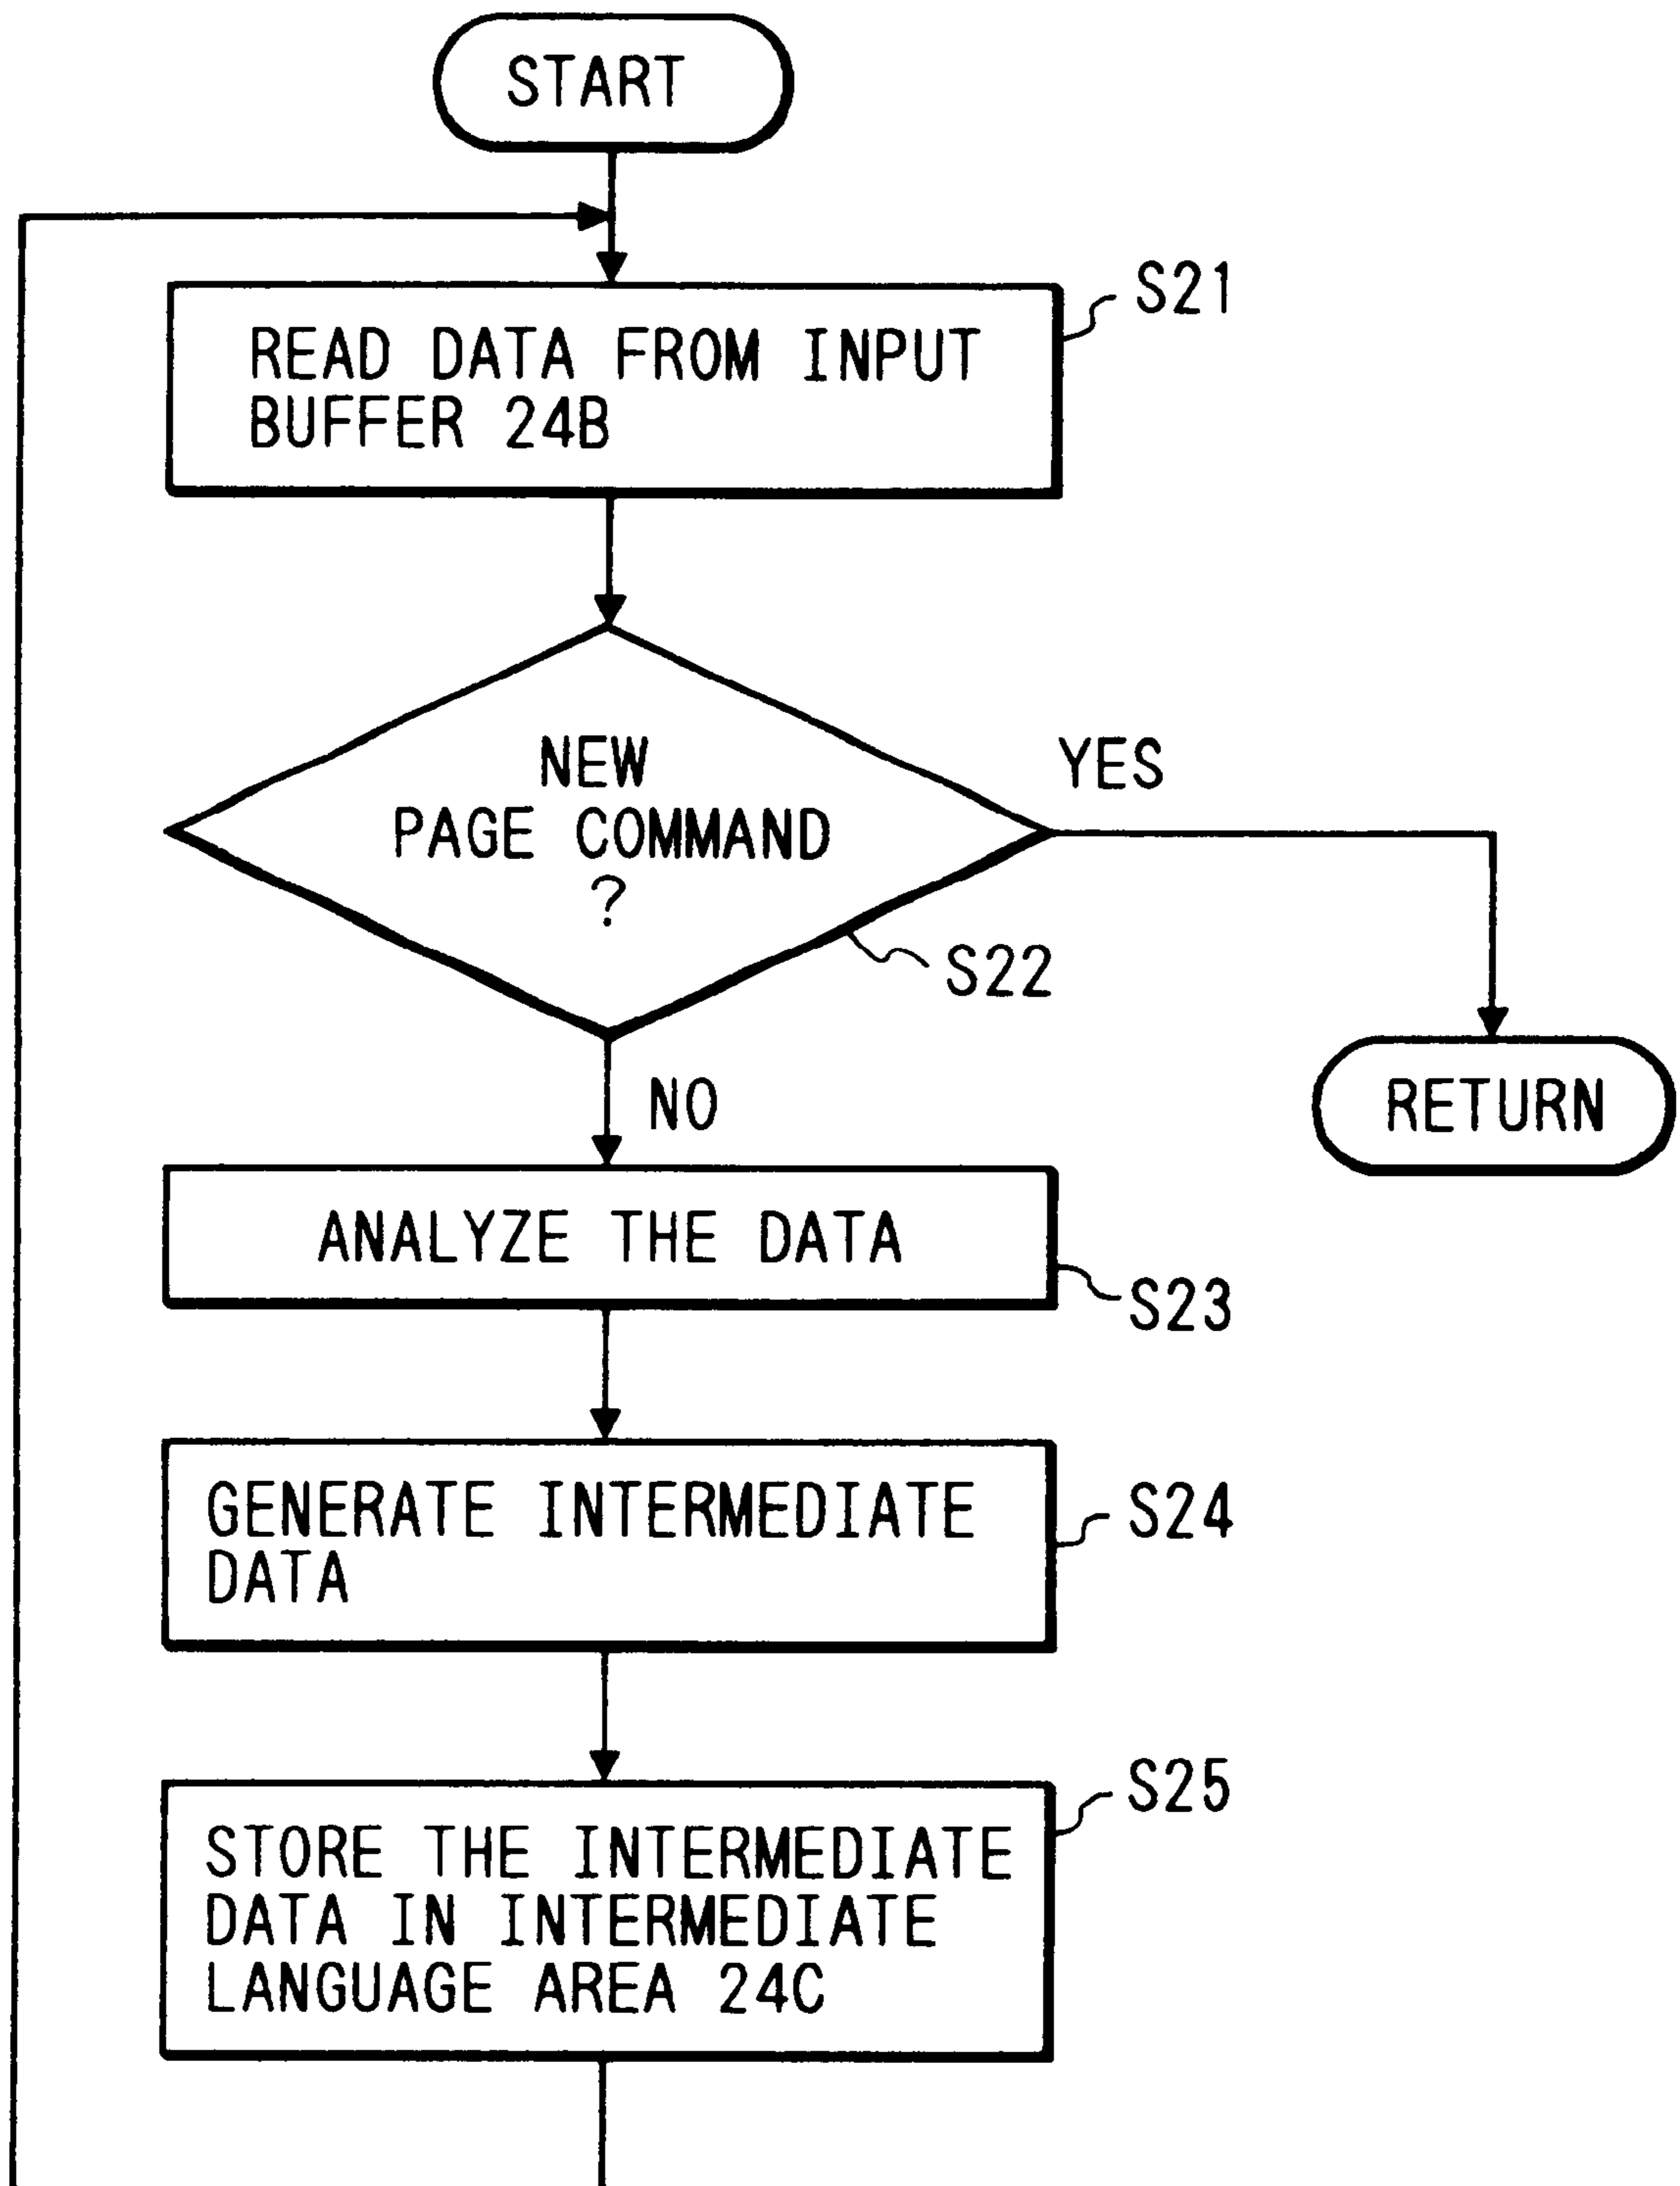 START
S21
READ DATA FROM INPUT
BUFFER 24B
NEW
PAGE COMMAND
?
YES
S22
NO
RETURN
ANALYZE THE DATA
S23
GENERATE INTERMEDIATE
DATA
S24
S25
STORE THE INTERMEDIATE
DATA IN INTERMEDIATE
LANGUAGE AREA 24C